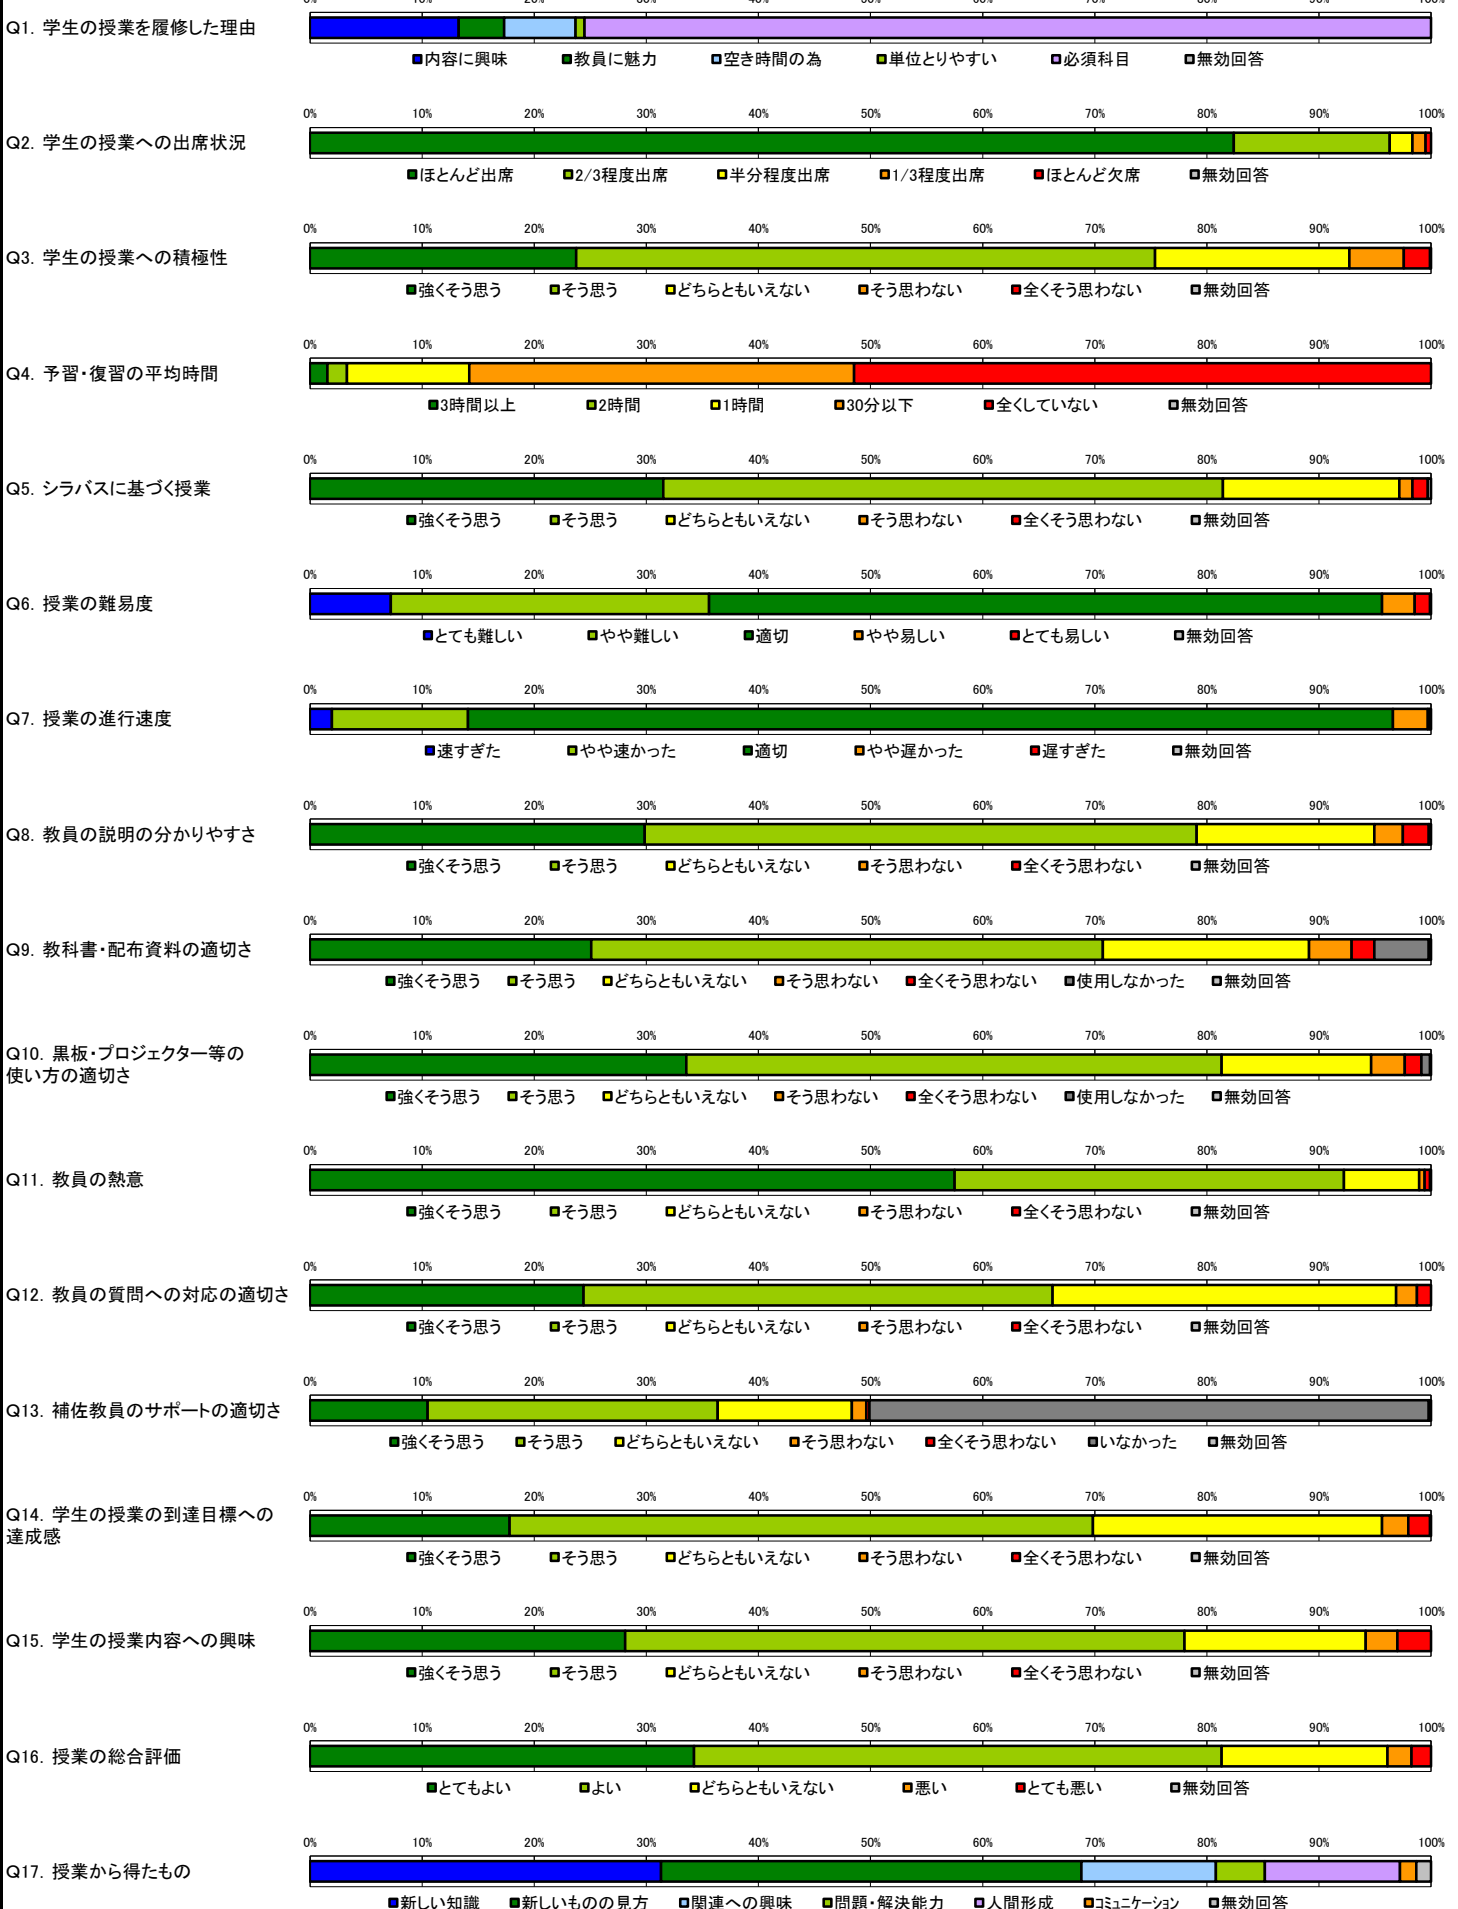 Q1. 学生の授業を履修した理由
内容に興味 教員に魅力 空き時間の為 単位とりやすい 必須科目 無効回答
0% 10% 20% 30% 40% 50% 60% 70% 80% 90% 100%
Q2. 学生の授業への出席状況
ほとんど出席 2/3程度出席 半分程度出席 1/3程度出席 ほとんど欠席 無効回答
0% 10% 20% 30% 40% 50% 60% 70% 80% 90% 100%
Q3. 学生の授業への積極性
強くそう思う そう思う どちらともいえない そう思わない 全くそう思わない 無効回答
0% 10% 20% 30% 40% 50% 60% 70% 80% 90% 100%
Q4. 予習・復習の平均時間
3時間以上 2時間 1時間 30分以下 全くしていない 無効回答
0% 10% 20% 30% 40% 50% 60% 70% 80% 90% 100%
Q5. シラバスに基づく授業
強くそう思う そう思う どちらともいえない そう思わない 全くそう思わない 無効回答
0% 10% 20% 30% 40% 50% 60% 70% 80% 90% 100%
Q6. 授業の難易度
とても難しい やや難しい 適切 やや易しい とても易しい 無効回答
0% 10% 20% 30% 40% 50% 60% 70% 80% 90% 100%
Q7. 授業の進行速度
速すぎた やや速かった 適切 やや遅かった 遅すぎた 無効回答
0% 10% 20% 30% 40% 50% 60% 70% 80% 90% 100%
Q8. 教員の説明の分かりやすさ
強くそう思う そう思う どちらともいえない そう思わない 全くそう思わない 無効回答
0% 10% 20% 30% 40% 50% 60% 70% 80% 90% 100%
Q9. 教科書・配布資料の適切さ
強くそう思う そう思う どちらともいえない そう思わない 全くそう思わない 使用しなかった 無効回答
0% 10% 20% 30% 40% 50% 60% 70% 80% 90% 100%
Q10. 黒板・プロジェクター等の
使い方の適切さ
強くそう思う そう思う どちらともいえない そう思わない 全くそう思わない 使用しなかった 無効回答
0% 10% 20% 30% 40% 50% 60% 70% 80% 90% 100%
Q11. 教員の熱意
強くそう思う そう思う どちらともいえない そう思わない 全くそう思わない 無効回答
0% 10% 20% 30% 40% 50% 60% 70% 80% 90% 100%
Q12. 教員の質問への対応の適切さ
強くそう思う そう思う どちらともいえない そう思わない 全くそう思わない 無効回答
0% 10% 20% 30% 40% 50% 60% 70% 80% 90% 100%
Q13. 補佐教員のサポートの適切さ
強くそう思う そう思う どちらともいえない そう思わない 全くそう思わない いなかった 無効回答
0% 10% 20% 30% 40% 50% 60% 70% 80% 90% 100%
Q14. 学生の授業の到達目標への
達成感
強くそう思う そう思う どちらともいえない そう思わない 全くそう思わない 無効回答
0% 10% 20% 30% 40% 50% 60% 70% 80% 90% 100%
Q15. 学生の授業内容への興味
強くそう思う そう思う どちらともいえない そう思わない 全くそう思わない 無効回答
0% 10% 20% 30% 40% 50% 60% 70% 80% 90% 100%
Q16. 授業の総合評価
とてもよい よい どちらともいえない 悪い とても悪い 無効回答
0% 10% 20% 30% 40% 50% 60% 70% 80% 90% 100%
Q17. 授業から得たもの
新しい知識 新しいものの見方 関連への興味 問題・解決能力 人間形成 コミュニケーション 無効回答